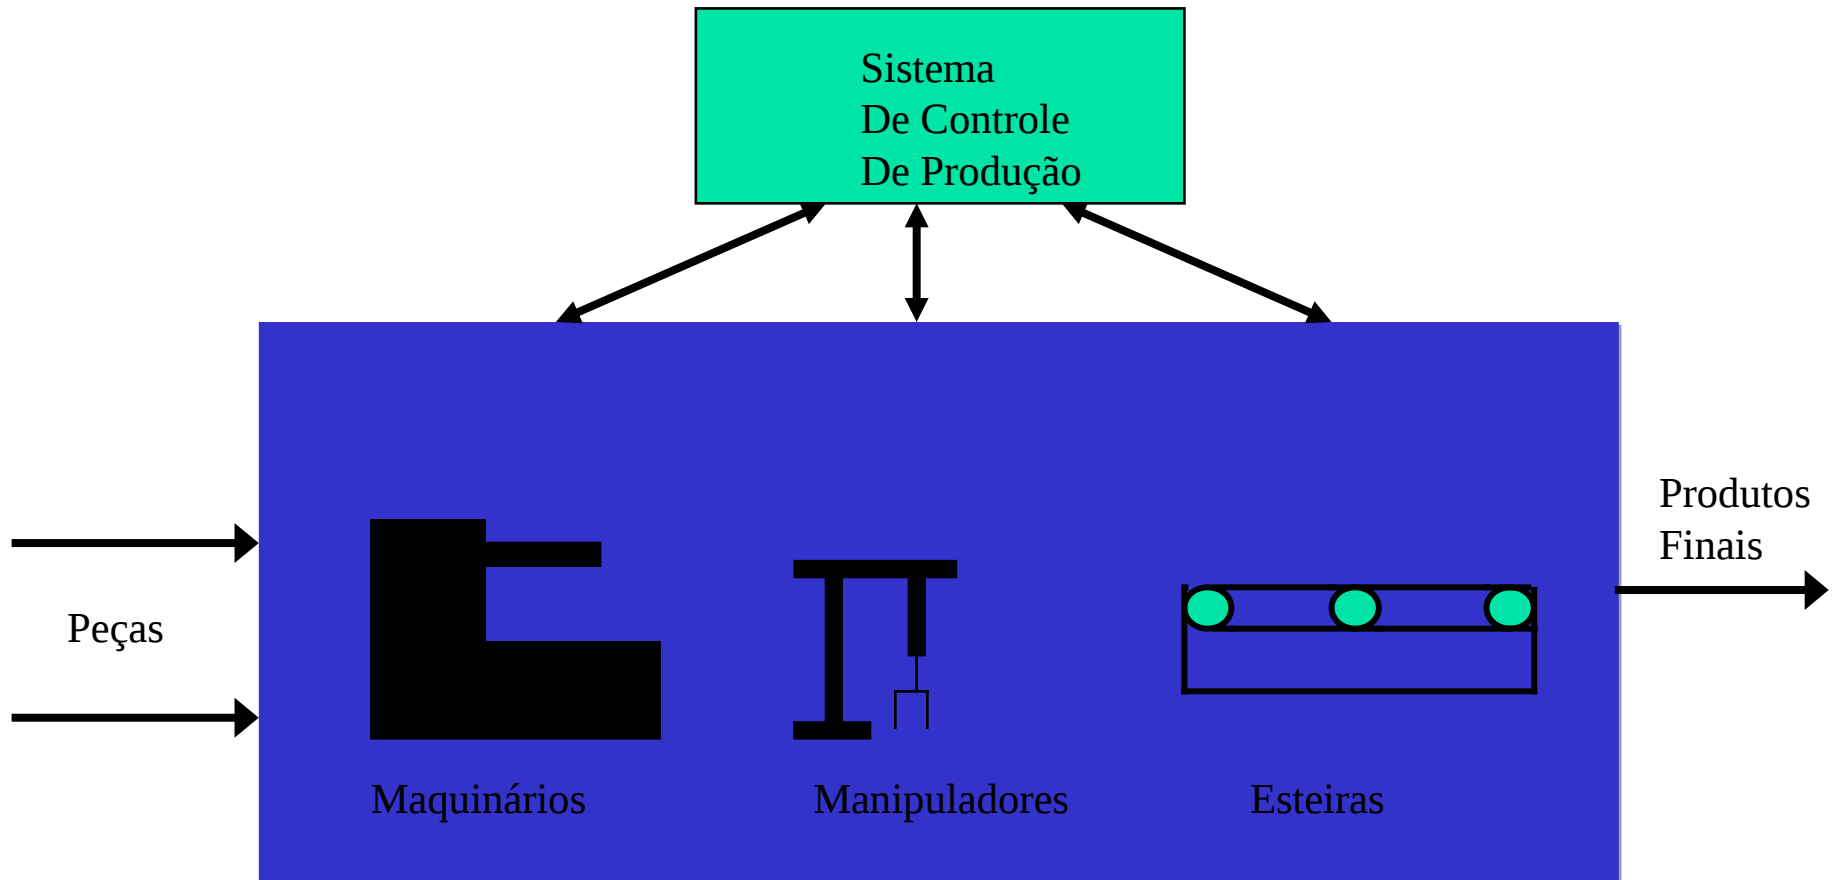 Sistema
De Controle
De Produção
Produtos
Finais
Peças
Maquinários
Manipuladores
Esteiras